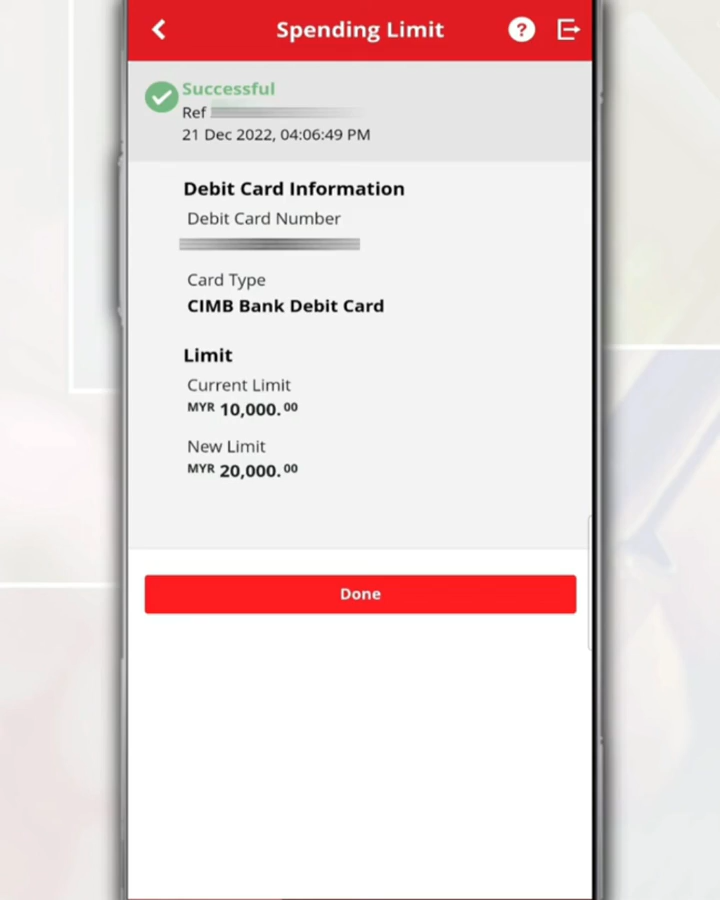 Spending Limit
?
Successful
Ref
21 Dec 2022, 04:06:49 PM
Debit Card Information
Debit Card Number
Card Type
CIMB Bank Debit Card
Limit
Current Limit
MYR 10,000.00
New Limit
MYR 20,000.00
Done